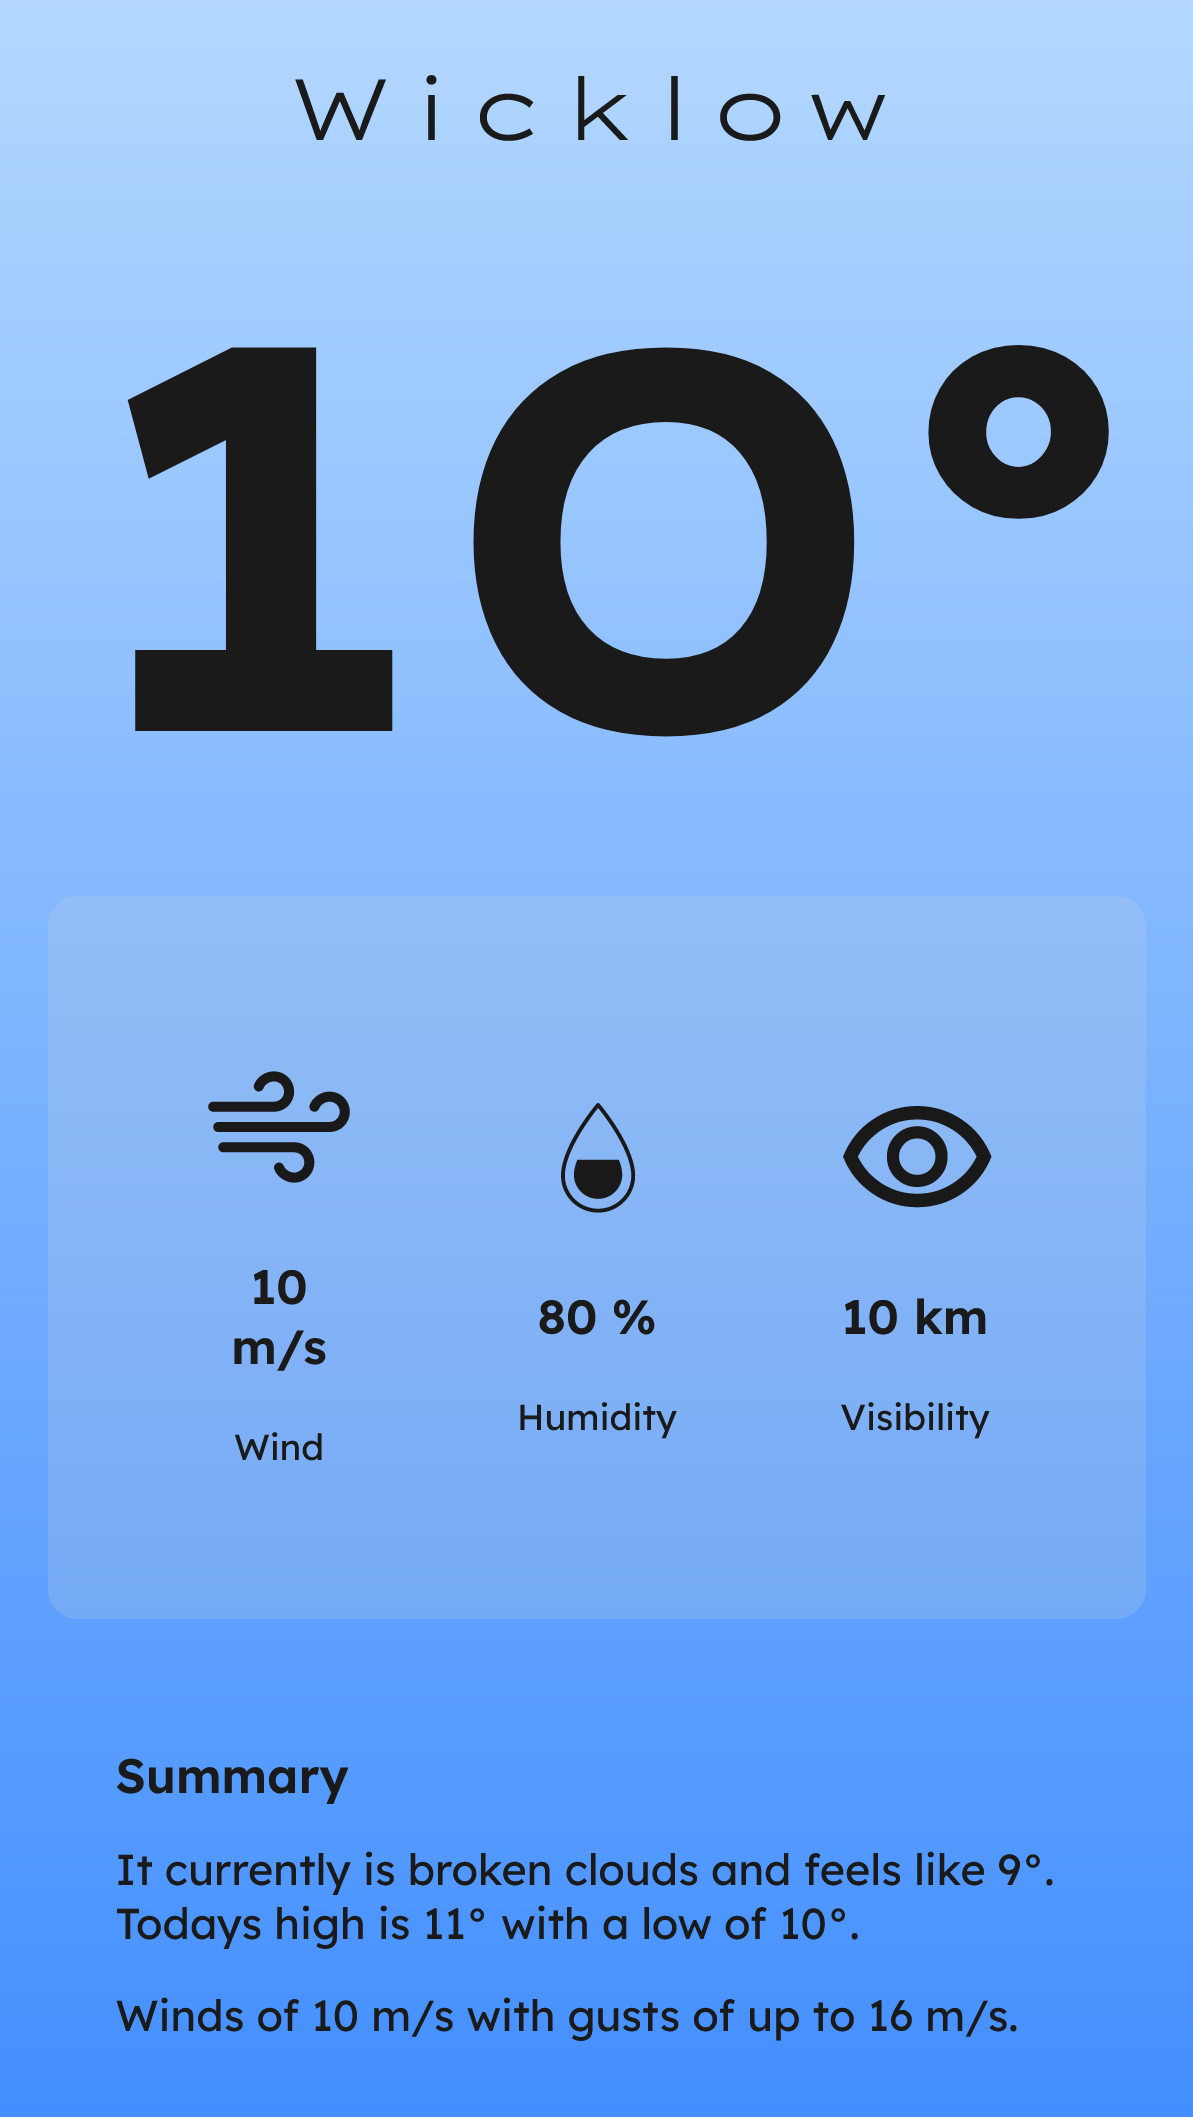 Wicklow
10°
10
m/s
Wind
80 %
Humidity
10 km
Visibility
Summary
It currently is broken clouds and feels like 9°.
Todays high is 11° with a low of 10°.
Winds of 10 m/s with gusts of up to 16 m/s.